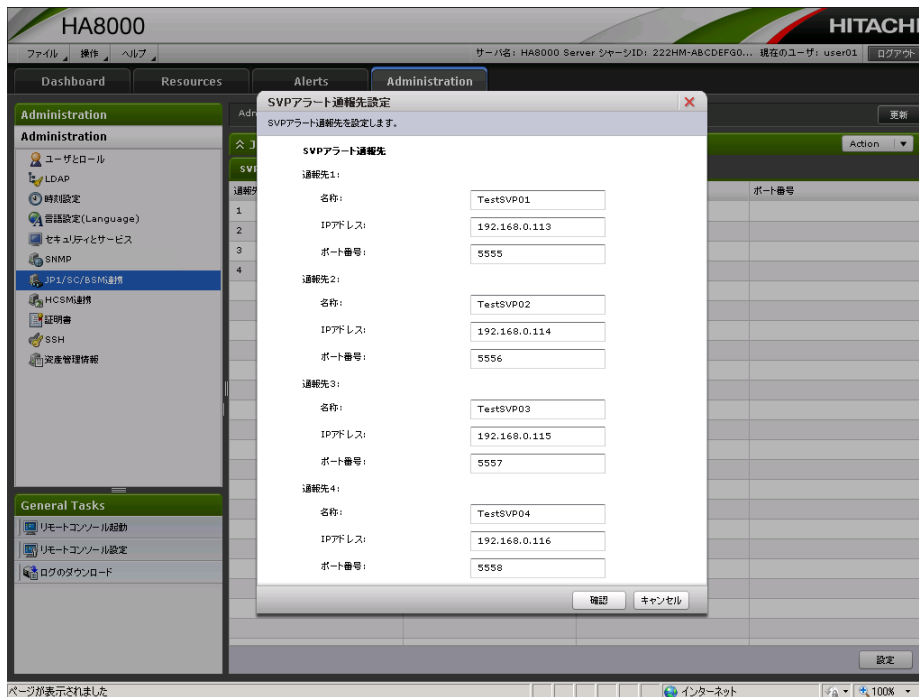 HA8000
HITACHI
ファイル 操作 ヘルプ
サーバ名: HA8000 Server シャーシID: 222HM-ABCDEFG0... 現在のユーザ: user01 ログアウト
Dashboard Resources Alerts Administration
Administration
Administration
ユーザとロール
LDAP
時刻設定
言語設定(Language)
セキュリティとサービス
SNMP
JP1/SC/BSM連携
HCSM連携
証明書
SSH
資産管理情報
General Tasks
リモートコンソール起動
リモートコンソール設定
ログのダウンロード
Adm
更新
J
Action
SVP
通報先
ポート番号
1
2
3
4
SVPアラート通報先設定
SVPアラート通報先を設定します。
SVPアラート通報先
通報先1:
名称: TestSVP01
IPアドレス: 192.168.0.113
ポート番号: 5555
通報先2:
名称: TestSVP02
IPアドレス: 192.168.0.114
ポート番号: 5556
通報先3:
名称: TestSVP03
IPアドレス: 192.168.0.115
ポート番号: 5557
通報先4:
名称: TestSVP04
IPアドレス: 192.168.0.116
ポート番号: 5558
確認 キャンセル
設定
ページが表示されました
インターネット
100%